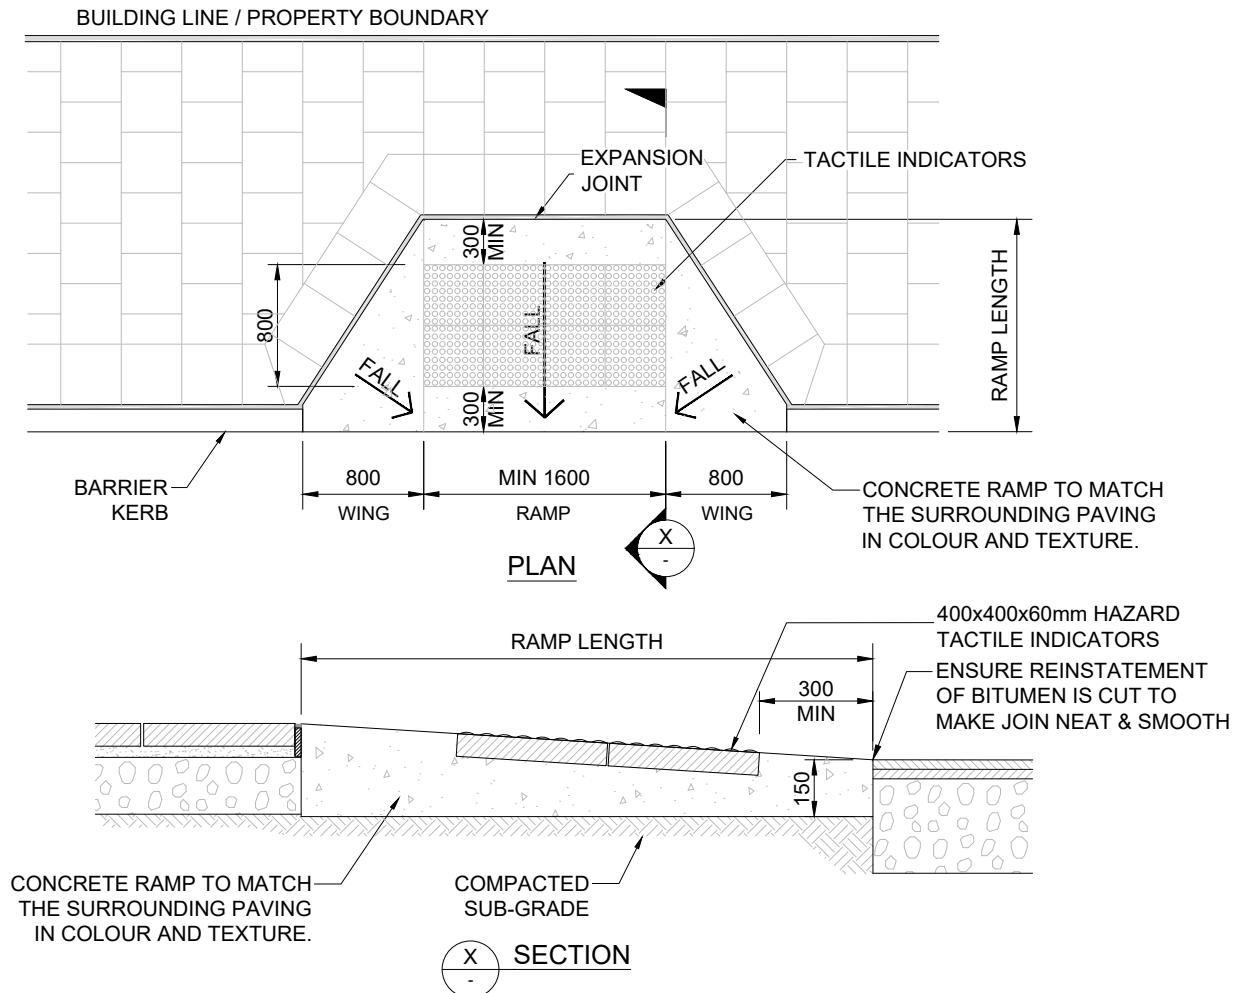 BUILDING LINE / PROPERTY BOUNDARY
EXPANSION
JOINT
TACTILE INDICATORS
300
MIN
800
FALL
RAMP LENGTH
FALL
FALL
300
MIN
BARRIER
KERB
800
MIN 1600
800
WING
RAMP
WING
CONCRETE RAMP TO MATCH
THE SURROUNDING PAVING
IN COLOUR AND TEXTURE.
X
-
PLAN
400x400x60mm HAZARD
TACTILE INDICATORS
RAMP LENGTH
ENSURE REINSTATEMENT
OF BITUMEN IS CUT TO
MAKE JOIN NEAT & SMOOTH
300
MIN
150
CONCRETE RAMP TO MATCH
THE SURROUNDING PAVING
IN COLOUR AND TEXTURE.
COMPACTED
SUB-GRADE
X
-
SECTION